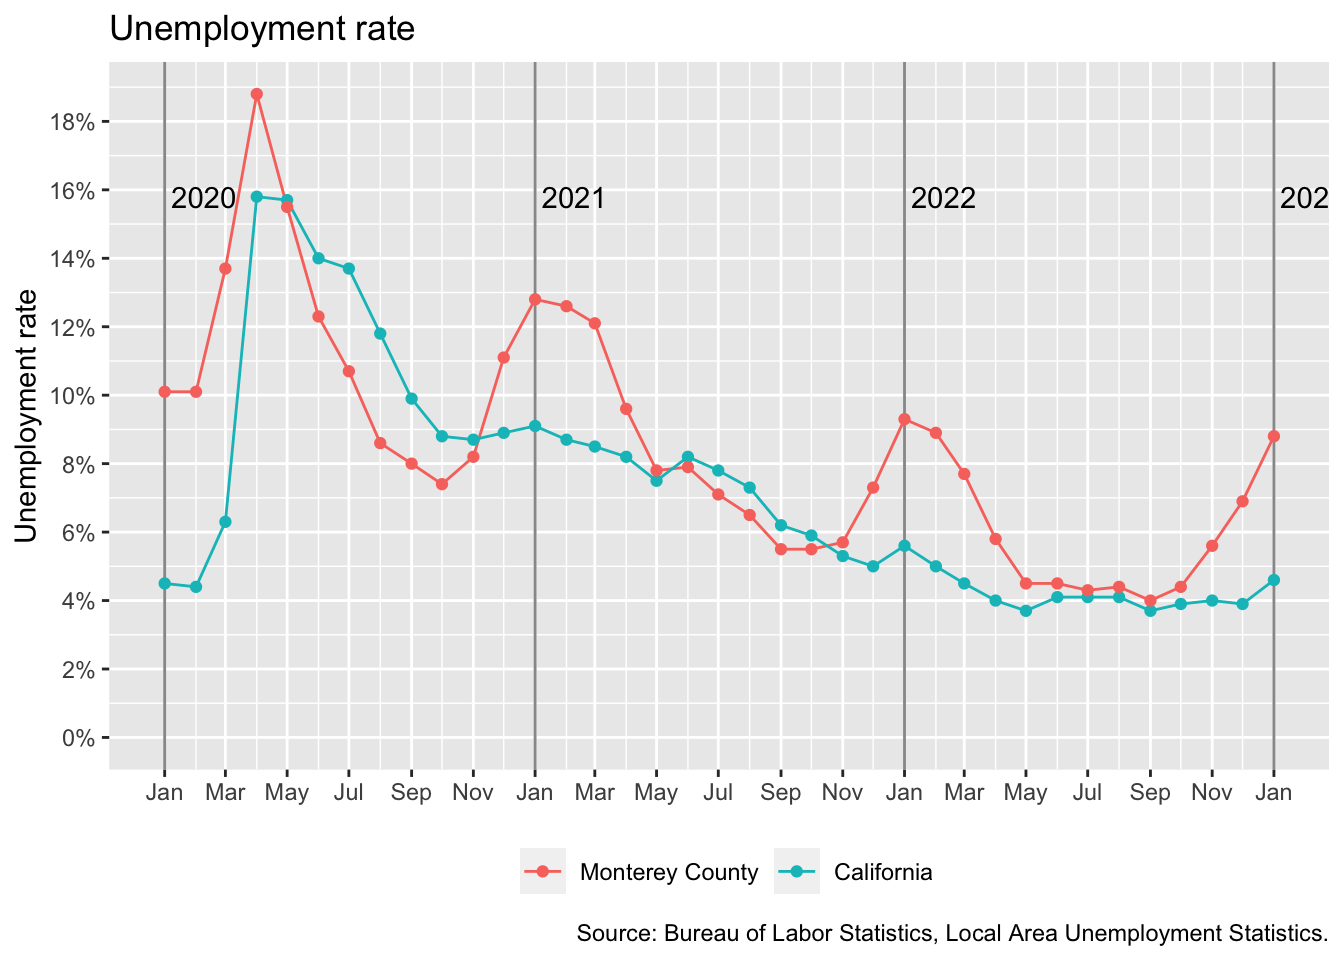 Unemployment rate
Unemployment rate
18%
16%
14%
12%
10%
8%
6%
4%
2%
0%
2020 2021 2022 202
Jan Mar May Jul Sep Nov Jan Mar May Jul Sep Nov Jan Mar May Jul Sep Nov Jan
Monterey County California
Source: Bureau of Labor Statistics, Local Area Unemployment Statistics.